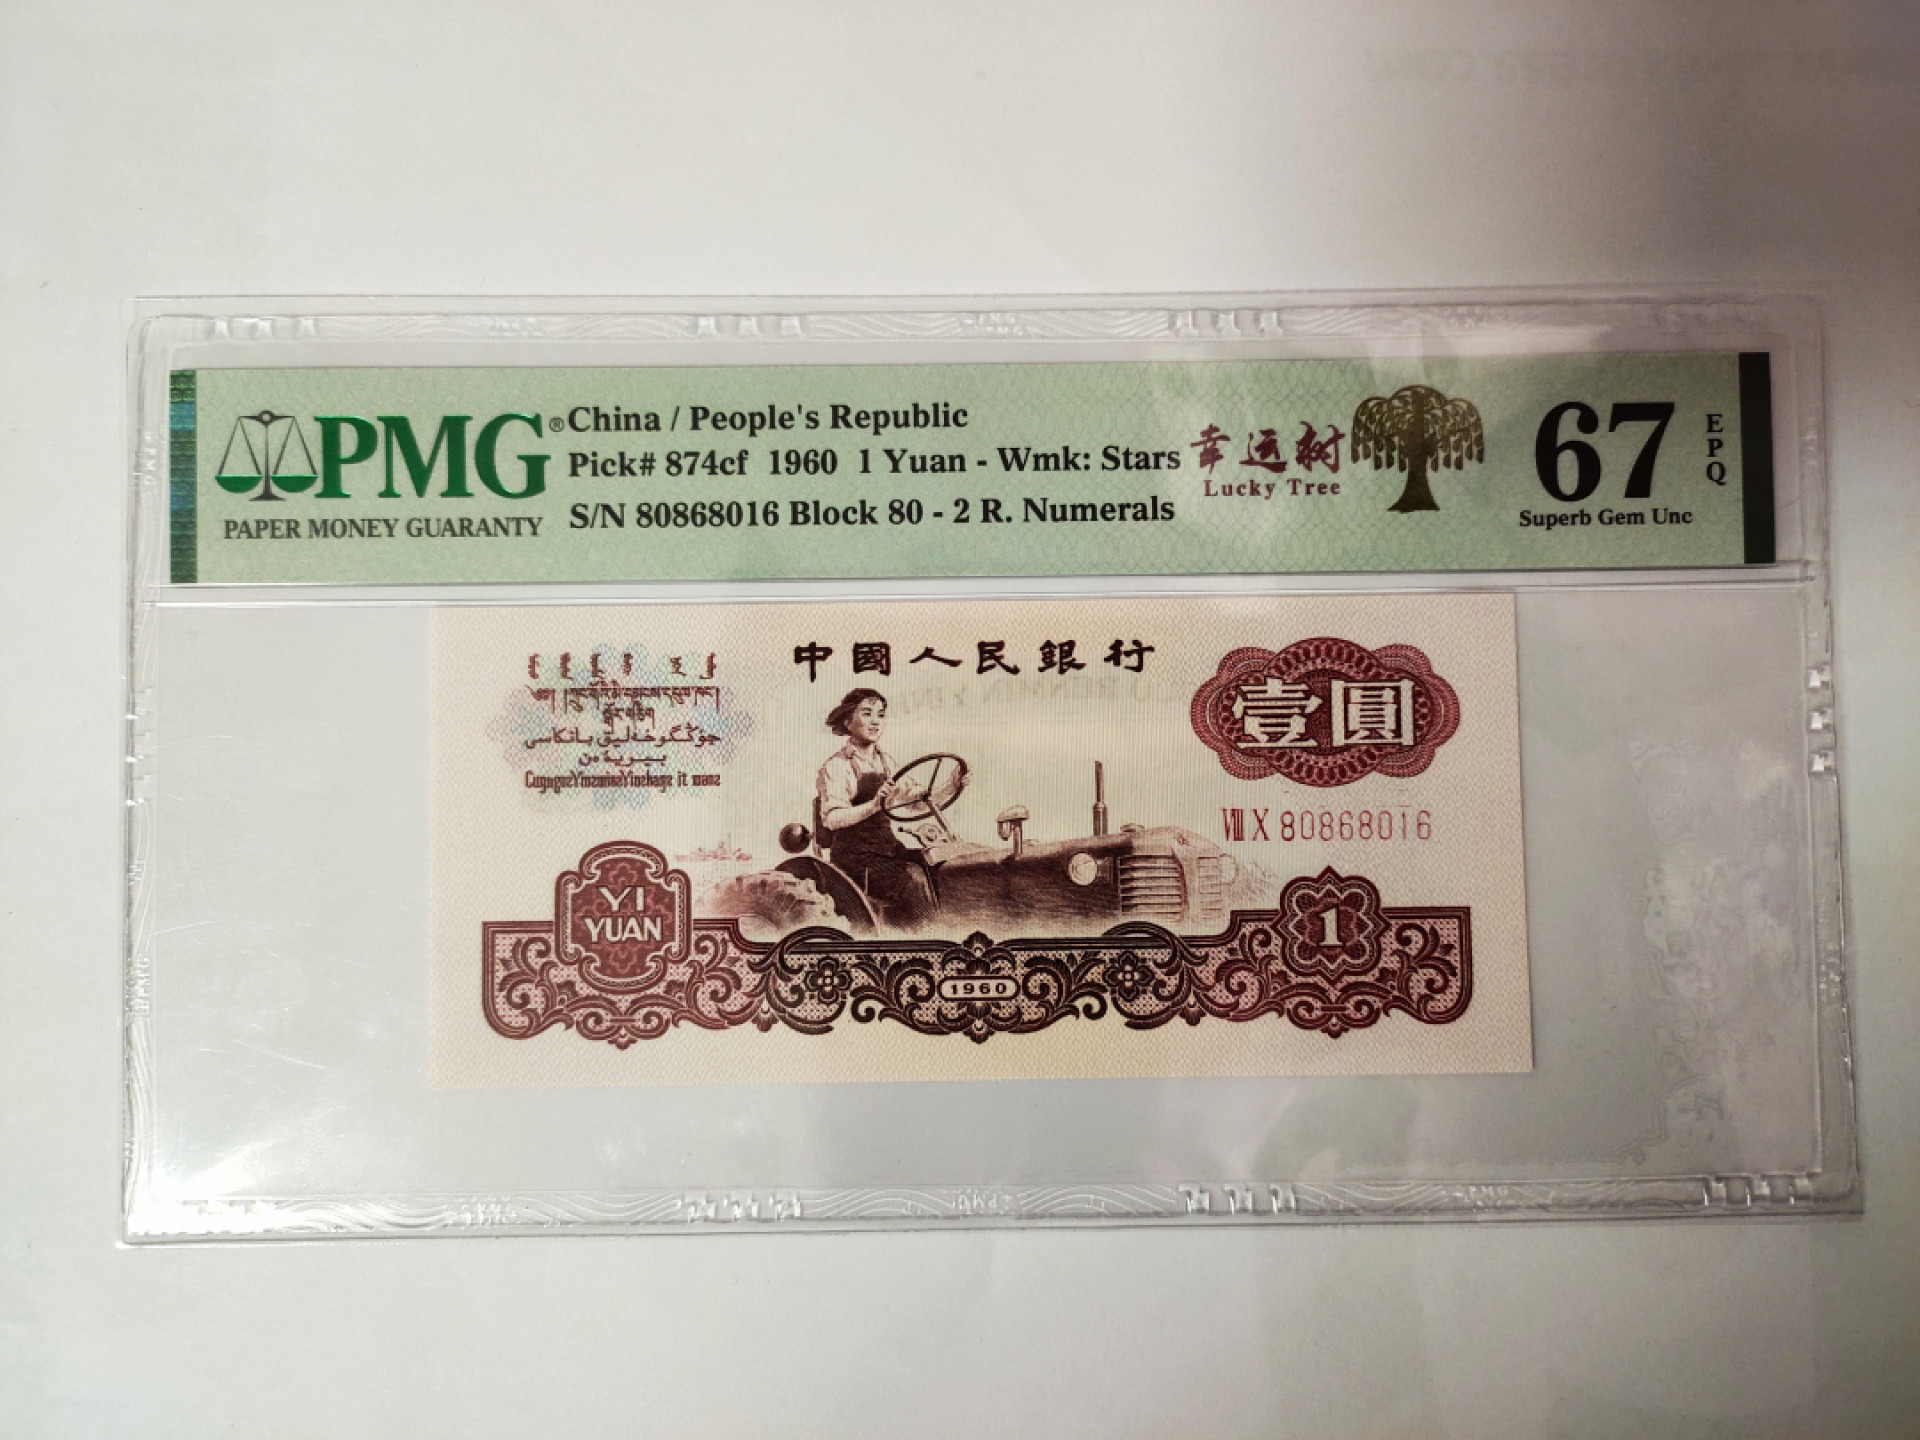 PMG®
PAPER MONEY GUARANTY
China / People's Republic
Pick# 874cf 1960 1 Yuan - Wmk: Stars
S/N 80868016 Block 80 - 2 R. Numerals
幸运树
Lucky Tree
67
EPQ
Superb Gem Unc
中國人民銀行
壹圓
VIII X 80868016
YI
YUAN
1
1960